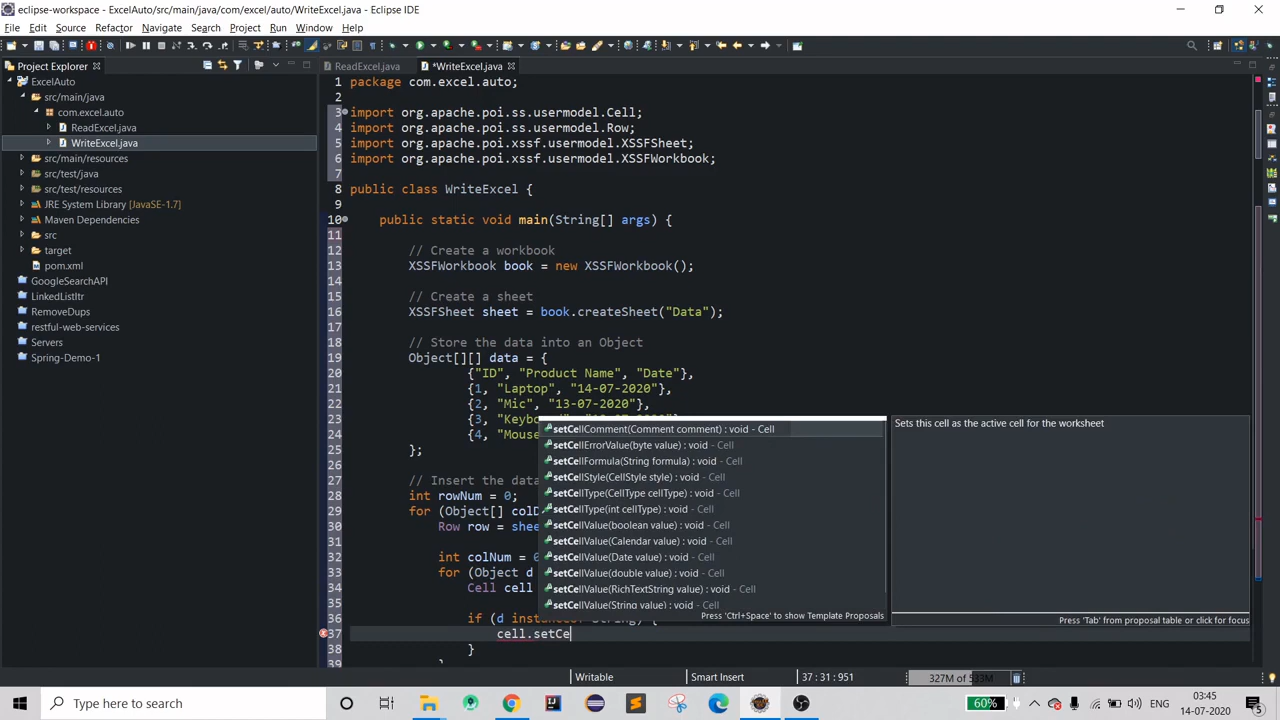 eclipse-workspace - ExcelAuto/src/main/java/com/excel/auto/WriteExcel.java - Eclipse IDE
File Edit Source Refactor Navigate Search Project Run Window Help
Project Explorer
ExcelAuto
src/main/java
com.excel.auto
ReadExcel.java
WriteExcel.java
src/main/resources
src/test/java
src/test/resources
JRE System Library [JavaSE-1.7]
Maven Dependencies
src
target
pom.xml
GoogleSearchAPI
LinkedListItr
RemoveDups
restful-web-services
Servers
Spring-Demo-1
ReadExcel.java *WriteExcel.java
1 package com.excel.auto;
2
3 import org.apache.poi.ss.usermodel.Cell;
4 import org.apache.poi.ss.usermodel.Row;
5 import org.apache.poi.xssf.usermodel.XSSFSheet;
6 import org.apache.poi.xssf.usermodel.XSSFWorkbook;
7
8 public class WriteExcel {
9
10 public static void main(String[] args) {
11
12 // Create a workbook
13 XSSFWorkbook book = new XSSFWorkbook();
14
15 // Create a sheet
16 XSSFSheet sheet = book.createSheet("Data");
17
18 // Store the data into an Object
19 Object[][] data = {
20 {"ID", "Product Name", "Date"},
21 {1, "Laptop", "14-07-2020"},
22 {2, "Mic", "13-07-2020"},
23 {3, "Keybo
24 {4, "Mouse
25 };
26
27 // Insert the data
28 int rowNum = 0;
29 for (Object[] colD
30 Row row = shee
31
32 int colNum = 0
33 for (Object d
34 Cell cell
35
36 if (d instanceof String) {
37 cell.setCe
38 }
39 }
setCellComment(Comment comment) : void - Cell
setCellErrorValue(byte value) : void - Cell
setCellFormula(String formula) : void - Cell
setCellStyle(CellStyle style) : void - Cell
setCellType(CellType cellType) : void - Cell
setCellType(int cellType) : void - Cell
setCellValue(boolean value) : void - Cell
setCellValue(Calendar value) : void - Cell
setCellValue(Date value) : void - Cell
setCellValue(double value) : void - Cell
setCellValue(RichTextString value) : void - Cell
setCellValue(String value) : void - Cell
Press 'Ctrl+Space' to show Template Proposals
Sets this cell as the active cell for the worksheet
Press 'Tab' from proposal table or click for focus
Writable Smart Insert 37 : 31 : 951 327M of 533M
Type here to search
60%
ENG
03:45
14-07-2020
5